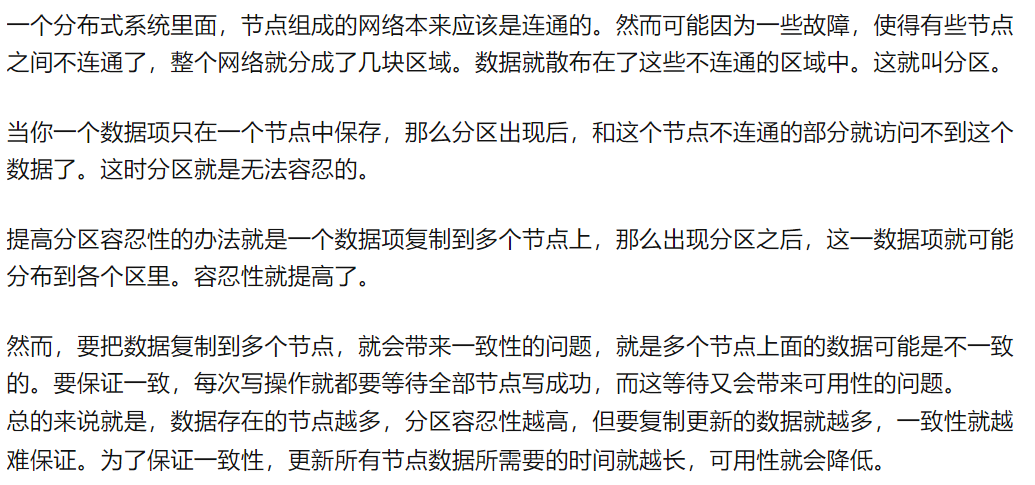 一个分布式系统里面，节点组成的网络本来应该是连通的。然而可能因为一些故障，使得有些节点
之间不连通了，整个网络就分成了几块区域。数据就散布在了这些不连通的区域中。这就叫分区。
当你一个数据项只在一个节点中保存，那么分区出现后，和这个节点不连通的部分就访问不到这个
数据了。这时分区就是无法容忍的。
提高分区容忍性的办法就是一个数据项复制到多个节点上，那么出现分区之后，这一数据项就可能
分布到各个区里。容忍性就提高了。
然而，要把数据复制到多个节点，就会带来一致性的问题，就是多个节点上面的数据可能是不一致
的。要保证一致，每次写操作就都要等待全部节点写成功，而这等待又会带来可用性的问题。
总的来说就是，数据存在的节点越多，分区容忍性越高，但要复制更新的数据就越多，一致性就越
难保证。为了保证一致性，更新所有节点数据所需要的时间就越长，可用性就会降低。